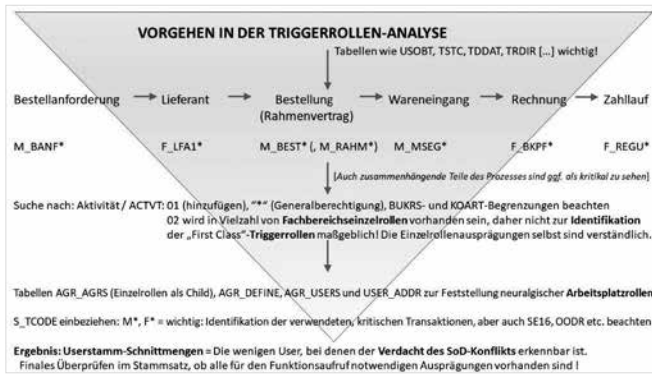 VORGEHEN IN DER TRIGGERROLLEN-ANALYSE
Tabellen wie USOBT, TSTC, TDDAT, TRDIR [...] wichtig!
Bestellanforderung Lieferant Bestellung Wareneingang Rechnung Zahllauf
(Rahmenvertrag)
M_BANF* F_LFA1* M_BEST* (, M_RAHM*) M_MSEG* F_BKPF* F_REGU*
[Auch zusammenhängende Teile des Prozesses sind ggf. als kritikal zu sehen]
Suche nach: Aktivität / ACTVT: 01 (hinzufügen), "*" (Generalberechtigung), BUKRS- und KOART-Begrenzungen beachten
02 wird in Vielzahl von Fachbereichseinzelrollen vorhanden sein, daher nicht zur Identifikation
der „First Class"-Triggerrollen maßgeblich! Die Einzelrollenausprägungen selbst sind verständlich.
Tabellen AGR_AGRS (Einzelrollen als Child), AGR_DEFINE, AGR_USERS und USER_ADDR zur Feststellung neuralgischer Arbeitsplatzrollen
S_TCODE einbeziehen: M*, F* = wichtig: Identifikation der verwendeten, kritischen Transaktionen, aber auch SE16, OODR etc. beachten
Ergebnis: Userstamm-Schnittmengen = Die wenigen User, bei denen der Verdacht des SoD-Konflikts erkennbar ist.
Finales Überprüfen im Stammsatz, ob alle für den Funktionsaufruf notwendigen Ausprägungen vorhanden sind !